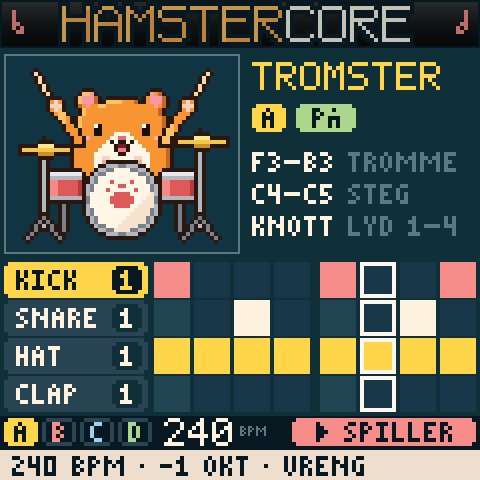 HAMSTERCORE
TROMSTER
A På
F3–B3 TROMME
C4–C5 STEG
KNOTT LYD 1–4
KICK 1
SNARE 1
HAT 1
CLAP 1
A B C D 240 BPM SPILLER
240 BPM · -1 OKT · VRENG